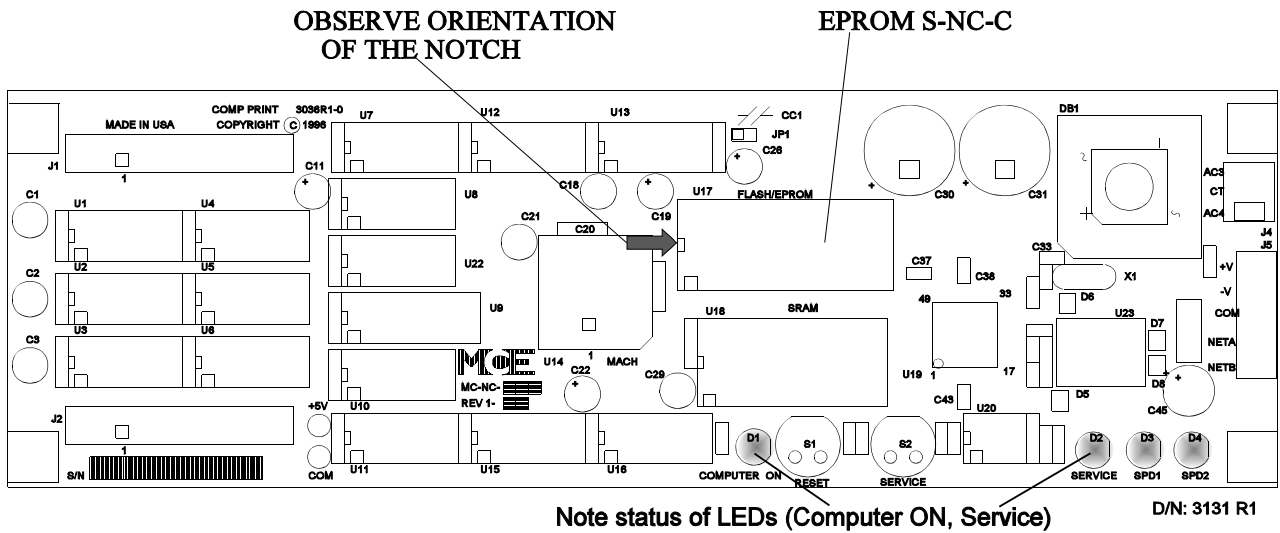 OBSERVE ORIENTATION
OF THE NOTCH
EPROM S-NC-C
COMP PRINT 3036R1-0
COPYRIGHT C 1996
MADE IN USA
J1
1
U7
U12
U13
CC1
JP1
C26
DB1
C11
U8
C18
C19
U17
FLASH/EPROM
C30
C31
AC3
CT
AC4
J4
J5
C1
U1
U4
C21
C20
C2
U2
U5
U22
C37
C38
C33
X1
+V
-V
C3
U3
U6
U9
U18
SRAM
49
33
D6
U23
D7
COM
NETA
NETB
U14
1
MACH
MCE
MC-NC-
REV 1-
C22
C29
U19
1
17
D8
D5
C45
C43
J2
1
S/N
+5V
COM
U10
U11
U15
U16
D1
COMPUTER ON
S1
RESET
S2
SERVICE
U20
D2
SERVICE
D3
SPD1
D4
SPD2
Note status of LEDs (Computer ON, Service)
D/N: 3131 R1